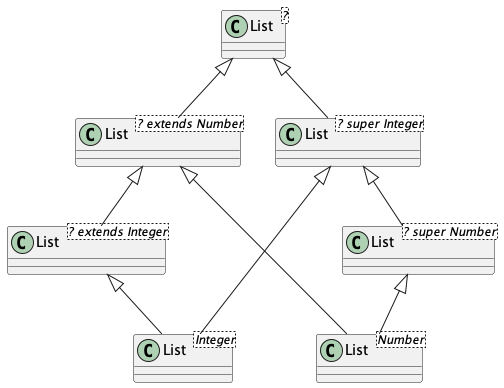 C List ?
C List ? extends Number
C List ? super Integer
C List ? extends Integer
C List ? super Number
C List Integer
C List Number